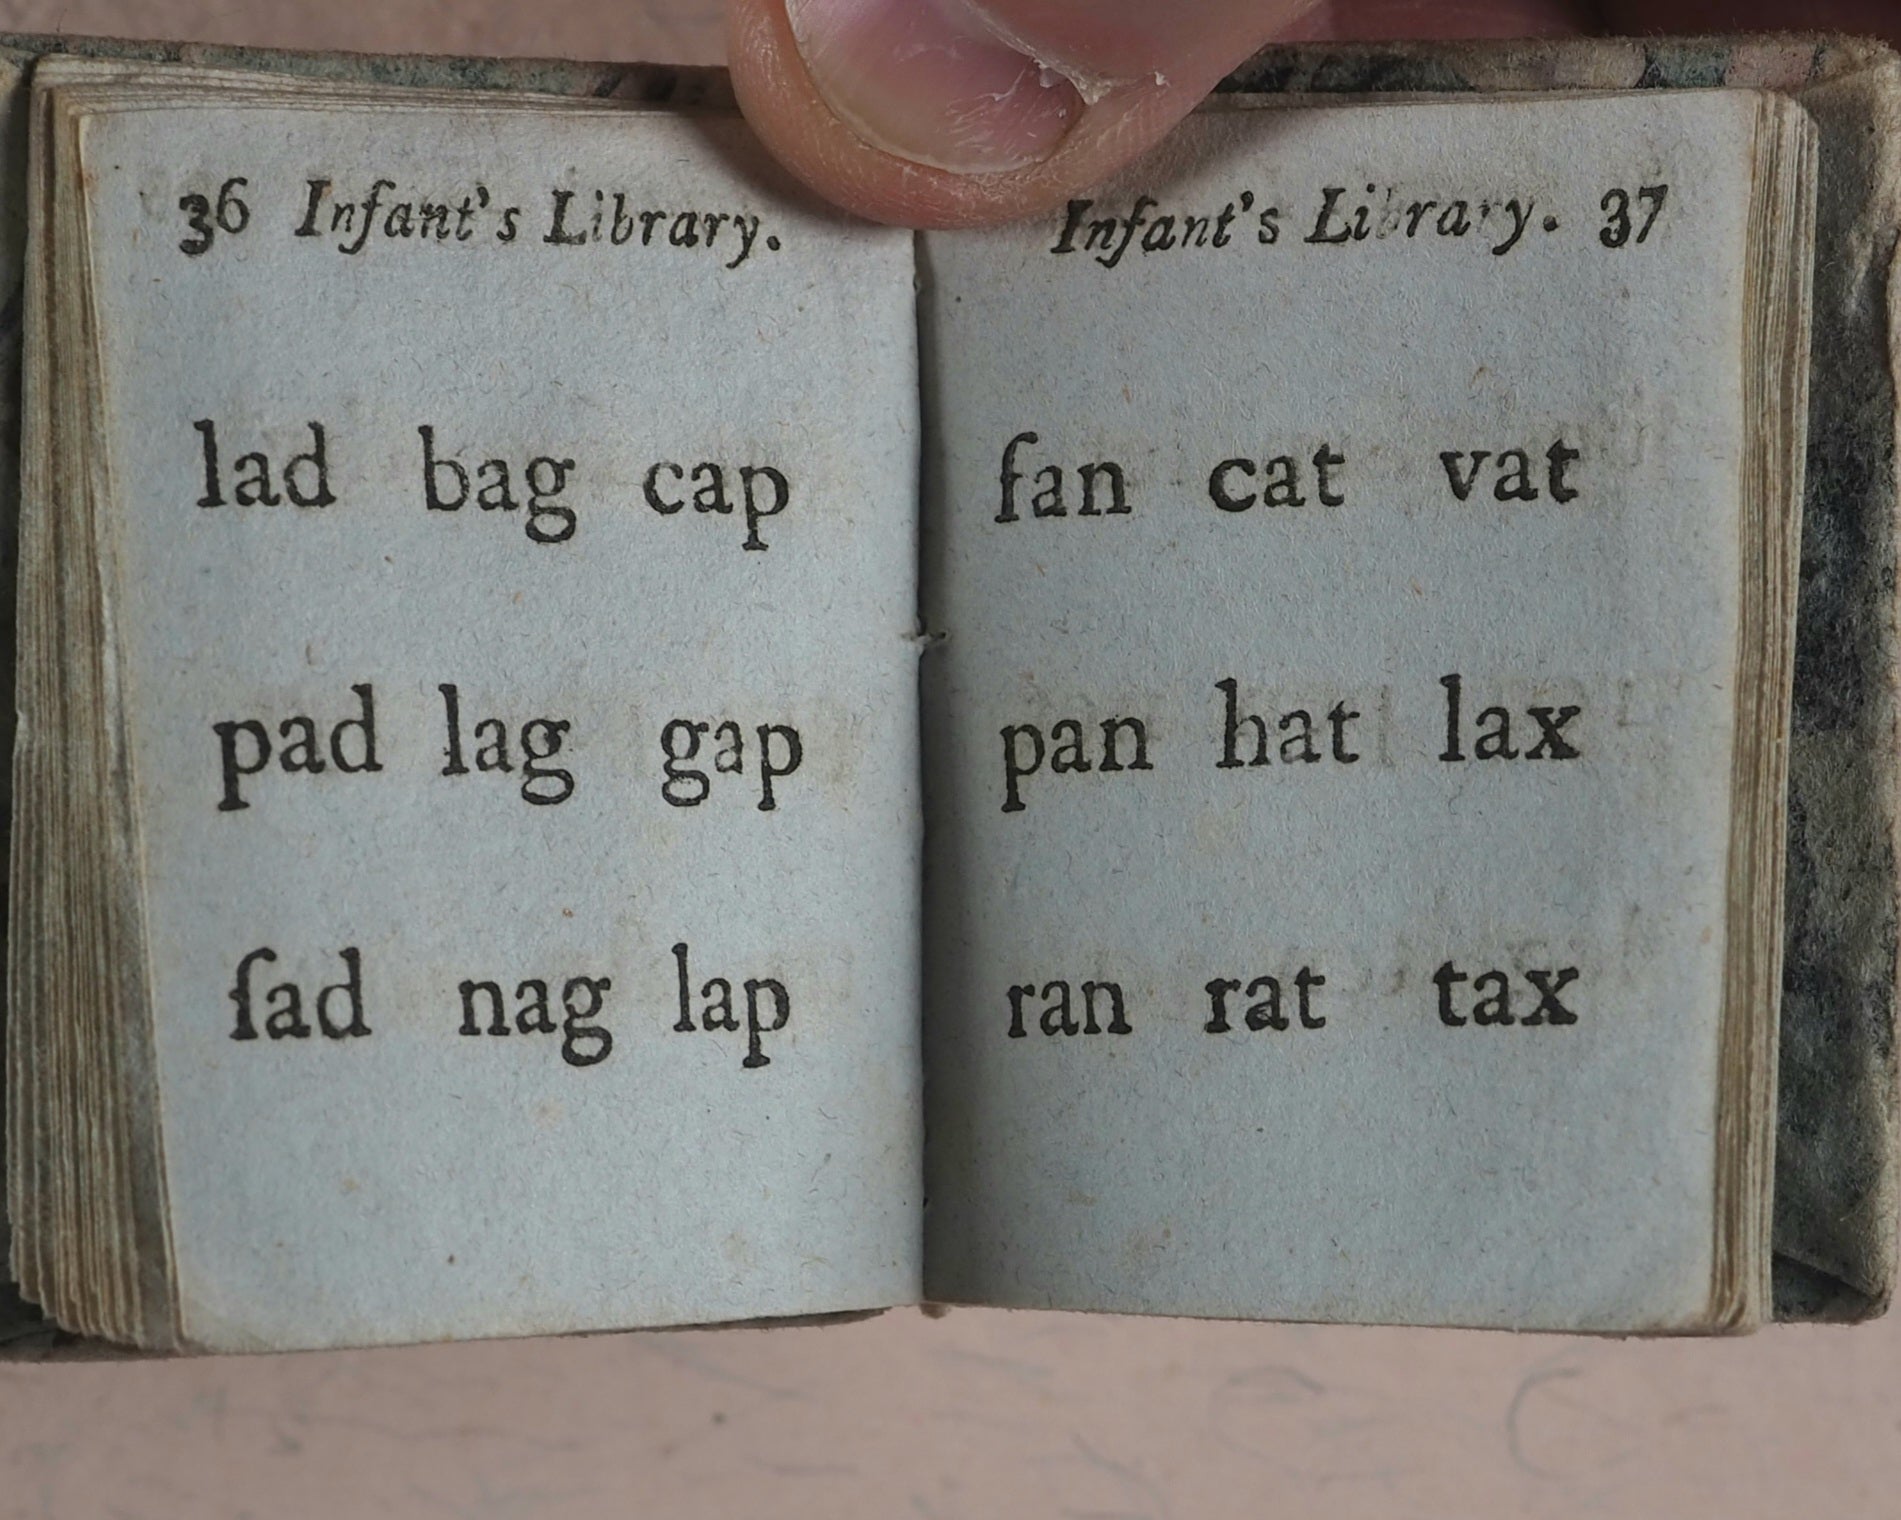 36 Infant's Library.
lad bag cap
pad lag gap
ſad nag lap
Infant's Library. 37
fan cat vat
pan hat lax
ran rat tax